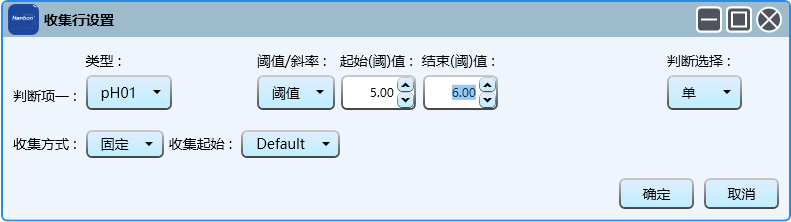 Hanbon
收集行设置
类型：
阈值/斜率：
起始(阈)值：
结束(阈)值：
判断选择：
判断项一：
pH01
阈值
5.00
6.00
单
收集方式：
固定
收集起始：
Default
确定
取消